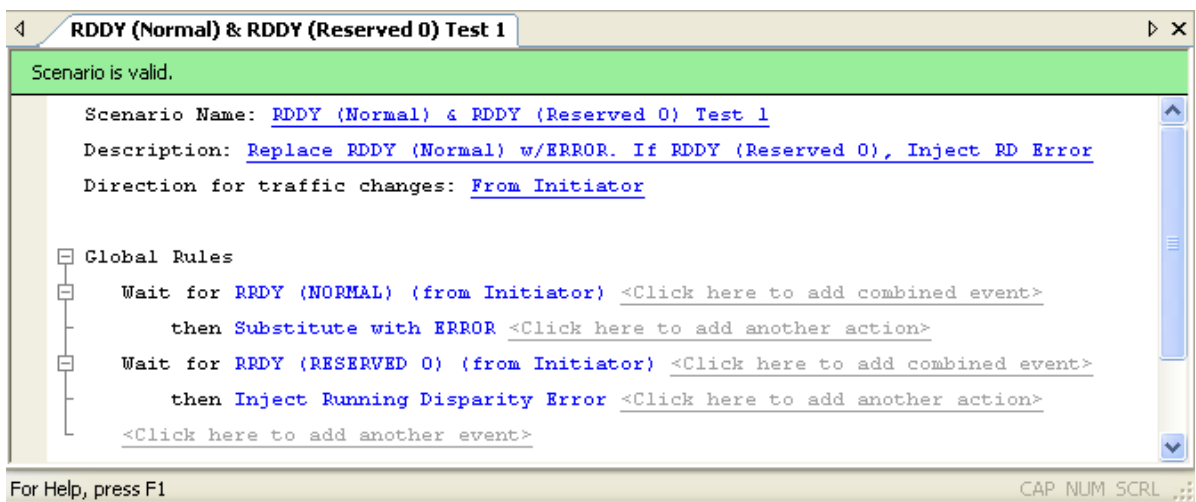 RDDY (Normal) & RDDY (Reserved 0) Test 1
Scenario is valid.
Scenario Name: RDDY (Normal) & RDDY (Reserved 0) Test 1
Description: Replace RDDY (Normal) w/ERROR. If RDDY (Reserved 0), Inject RD Error
Direction for traffic changes: From Initiator
Global Rules
Wait for RRDY (NORMAL) (from Initiator) <Click here to add combined event>
then Substitute with ERROR <Click here to add another action>
Wait for RRDY (RESERVED 0) (from Initiator) <Click here to add combined event>
then Inject Running Disparity Error <Click here to add another action>
<Click here to add another event>
For Help, press F1 CAP NUM SCRL